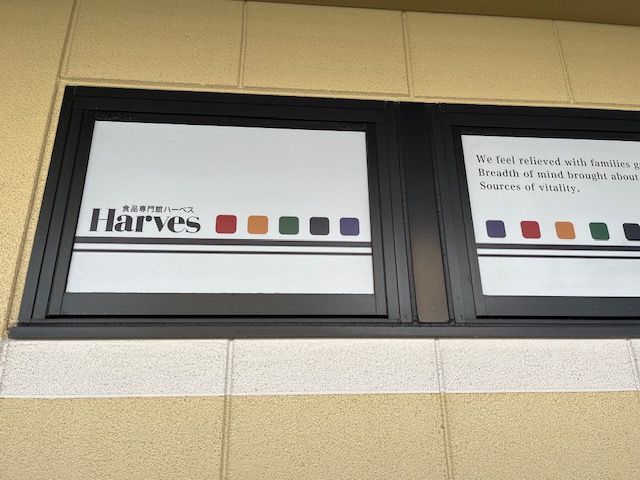 食品専門館ハーベス
Harves
We feel relieved with families
Breadth of mind brought about
Sources of vitality.